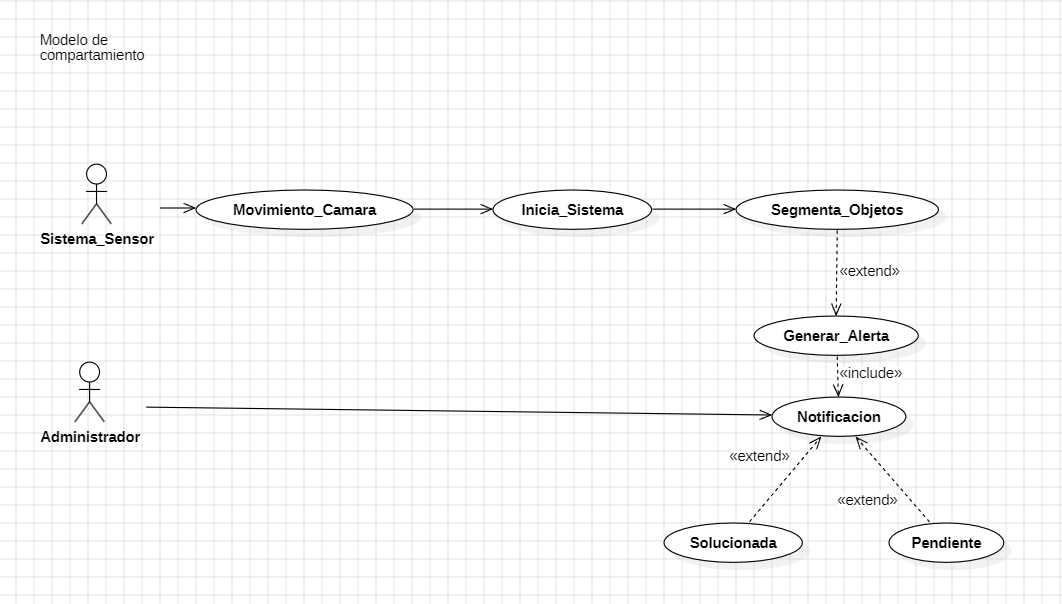 Modelo de
compartamiento
Movimiento_Camara
Inicia_Sistema
Segmenta_Objetos
Sistema_Sensor
«extend»
Generar_Alerta
«include»
Notificacion
Administrador
«extend»
«extend»
Solucionada
Pendiente